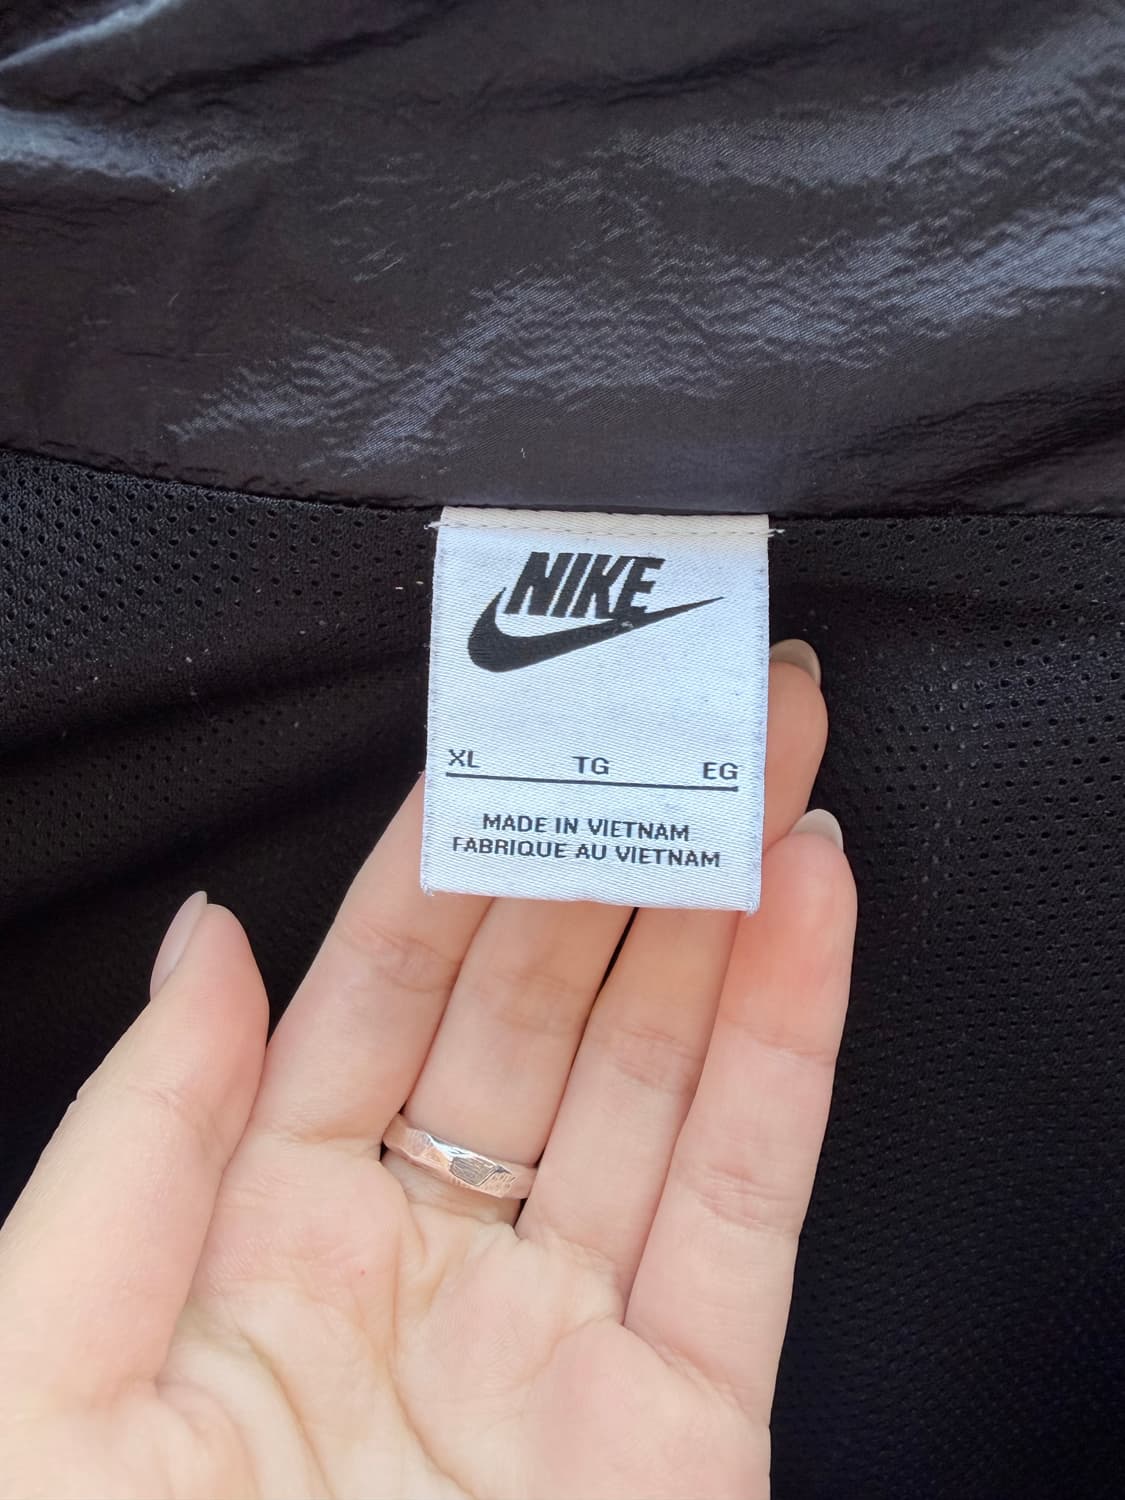 NIKE
XL TG EG
MADE IN VIETNAM
FABRIQUE AU VIETNAM